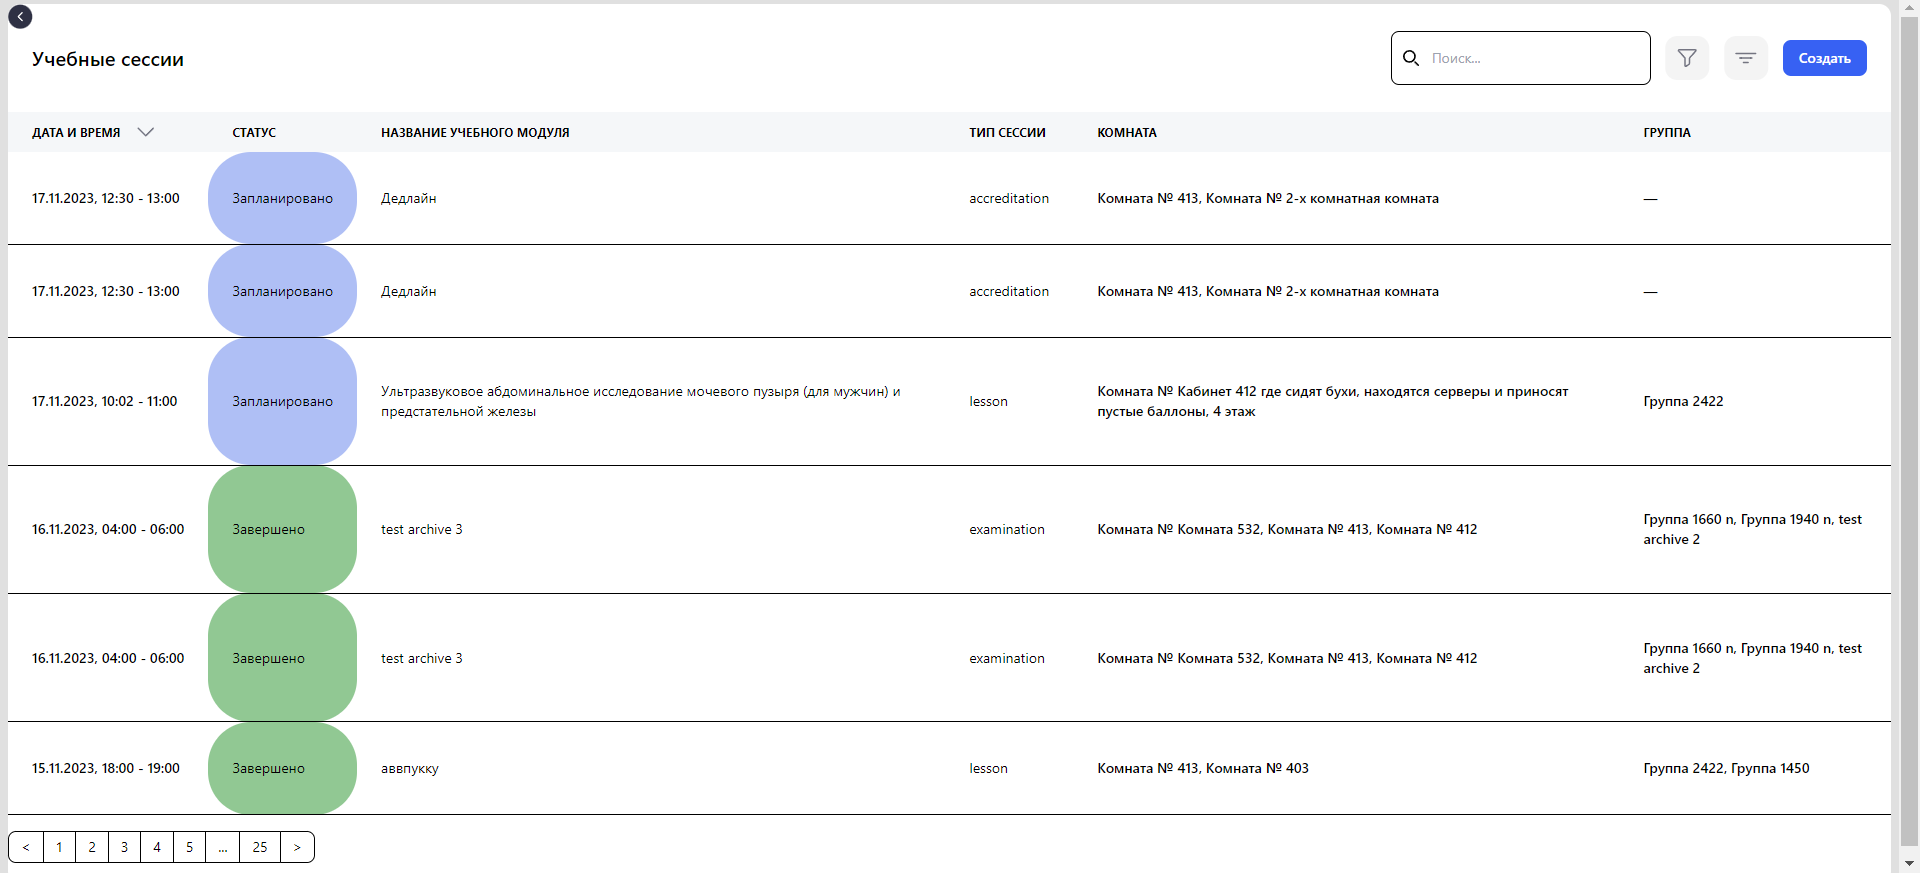 Учебные сессии
Поиск...
Создать
ДАТА И ВРЕМЯ СТАТУС НАЗВАНИЕ УЧЕБНОГО МОДУЛЯ ТИП СЕССИИ КОМНАТА ГРУППА
17.11.2023, 12:30 - 13:00 Запланировано Дедлайн accreditation Комната № 413, Комната № 2-х комнатная комната —
17.11.2023, 12:30 - 13:00 Запланировано Дедлайн accreditation Комната № 413, Комната № 2-х комнатная комната —
17.11.2023, 10:02 - 11:00 Запланировано
Ультразвуковое абдоминальное исследование мочевого пузыря (для мужчин) и
предстательной железы
lesson
Комната № Кабинет 412 где сидят бухи, находятся серверы и приносят
пустые баллоны, 4 этаж
Группа 2422
16.11.2023, 04:00 - 06:00 Завершено test archive 3 examination Комната № Комната 532, Комната № 413, Комната № 412
Группа 1660 n, Группа 1940 n, test
archive 2
16.11.2023, 04:00 - 06:00 Завершено test archive 3 examination Комната № Комната 532, Комната № 413, Комната № 412
Группа 1660 n, Группа 1940 n, test
archive 2
15.11.2023, 18:00 - 19:00 Завершено аввпукку lesson Комната № 413, Комната № 403 Группа 2422, Группа 1450
< 1 2 3 4 5 ... 25 >